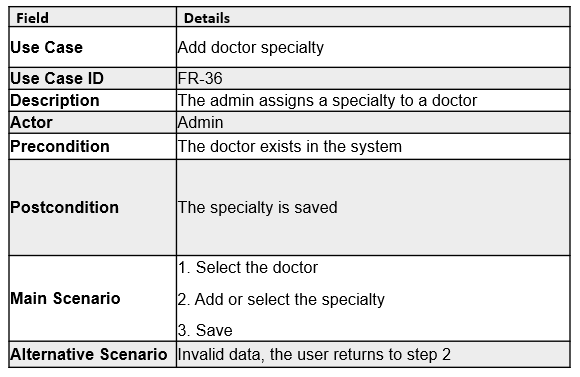 Field Details
Use Case Add doctor specialty
Use Case ID FR-36
Description The admin assigns a specialty to a doctor
Actor Admin
Precondition The doctor exists in the system
Postcondition The specialty is saved
Main Scenario
1. Select the doctor
2. Add or select the specialty
3. Save
Alternative Scenario Invalid data, the user returns to step 2